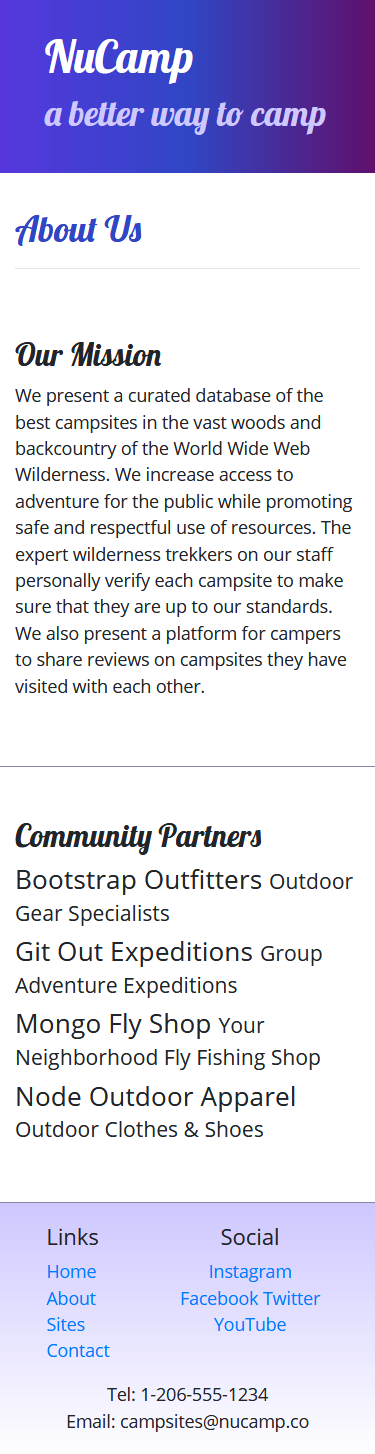 NuCamp
a better way to camp
About Us
Our Mission
We present a curated database of the
best campsites in the vast woods and
backcountry of the World Wide Web
Wilderness. We increase access to
adventure for the public while promoting
safe and respectful use of resources. The
expert wilderness trekkers on our staff
personally verify each campsite to make
sure that they are up to our standards.
We also present a platform for campers
to share reviews on campsites they have
visited with each other.
Community Partners
Bootstrap Outfitters Outdoor
Gear Specialists
Git Out Expeditions Group
Adventure Expeditions
Mongo Fly Shop Your
Neighborhood Fly Fishing Shop
Node Outdoor Apparel
Outdoor Clothes & Shoes
Links
Home
About
Sites
Contact
Social
Instagram
Facebook Twitter
YouTube
Tel: 1-206-555-1234
Email: campsites@nucamp.co